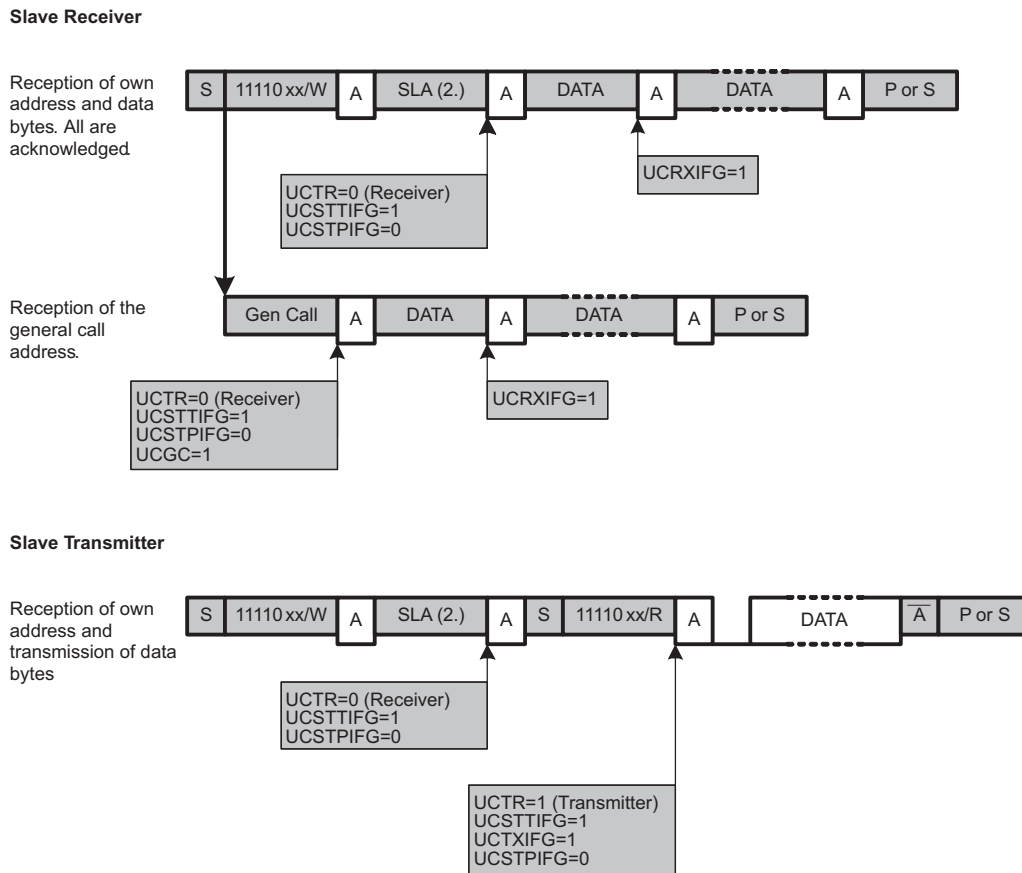 Slave Receiver
Reception of own
address and data
bytes. All are
acknowledged.
S 11110 xx/W A SLA (2.) A DATA A DATA A P or S
UCTR=0 (Receiver)
UCSTTIFG=1
UCSTPIFG=0
UCRXIFG=1
Reception of the
general call
address.
Gen Call A DATA A DATA A P or S
UCTR=0 (Receiver)
UCSTTIFG=1
UCSTPIFG=0
UCGC=1
UCRXIFG=1
Slave Transmitter
Reception of own
address and
transmission of data
bytes
S 11110 xx/W A SLA (2.) A S 11110 xx/R A DATA A̅ P or S
UCTR=0 (Receiver)
UCSTTIFG=1
UCSTPIFG=0
UCTR=1 (Transmitter)
UCSTTIFG=1
UCTXIFG=1
UCSTPIFG=0